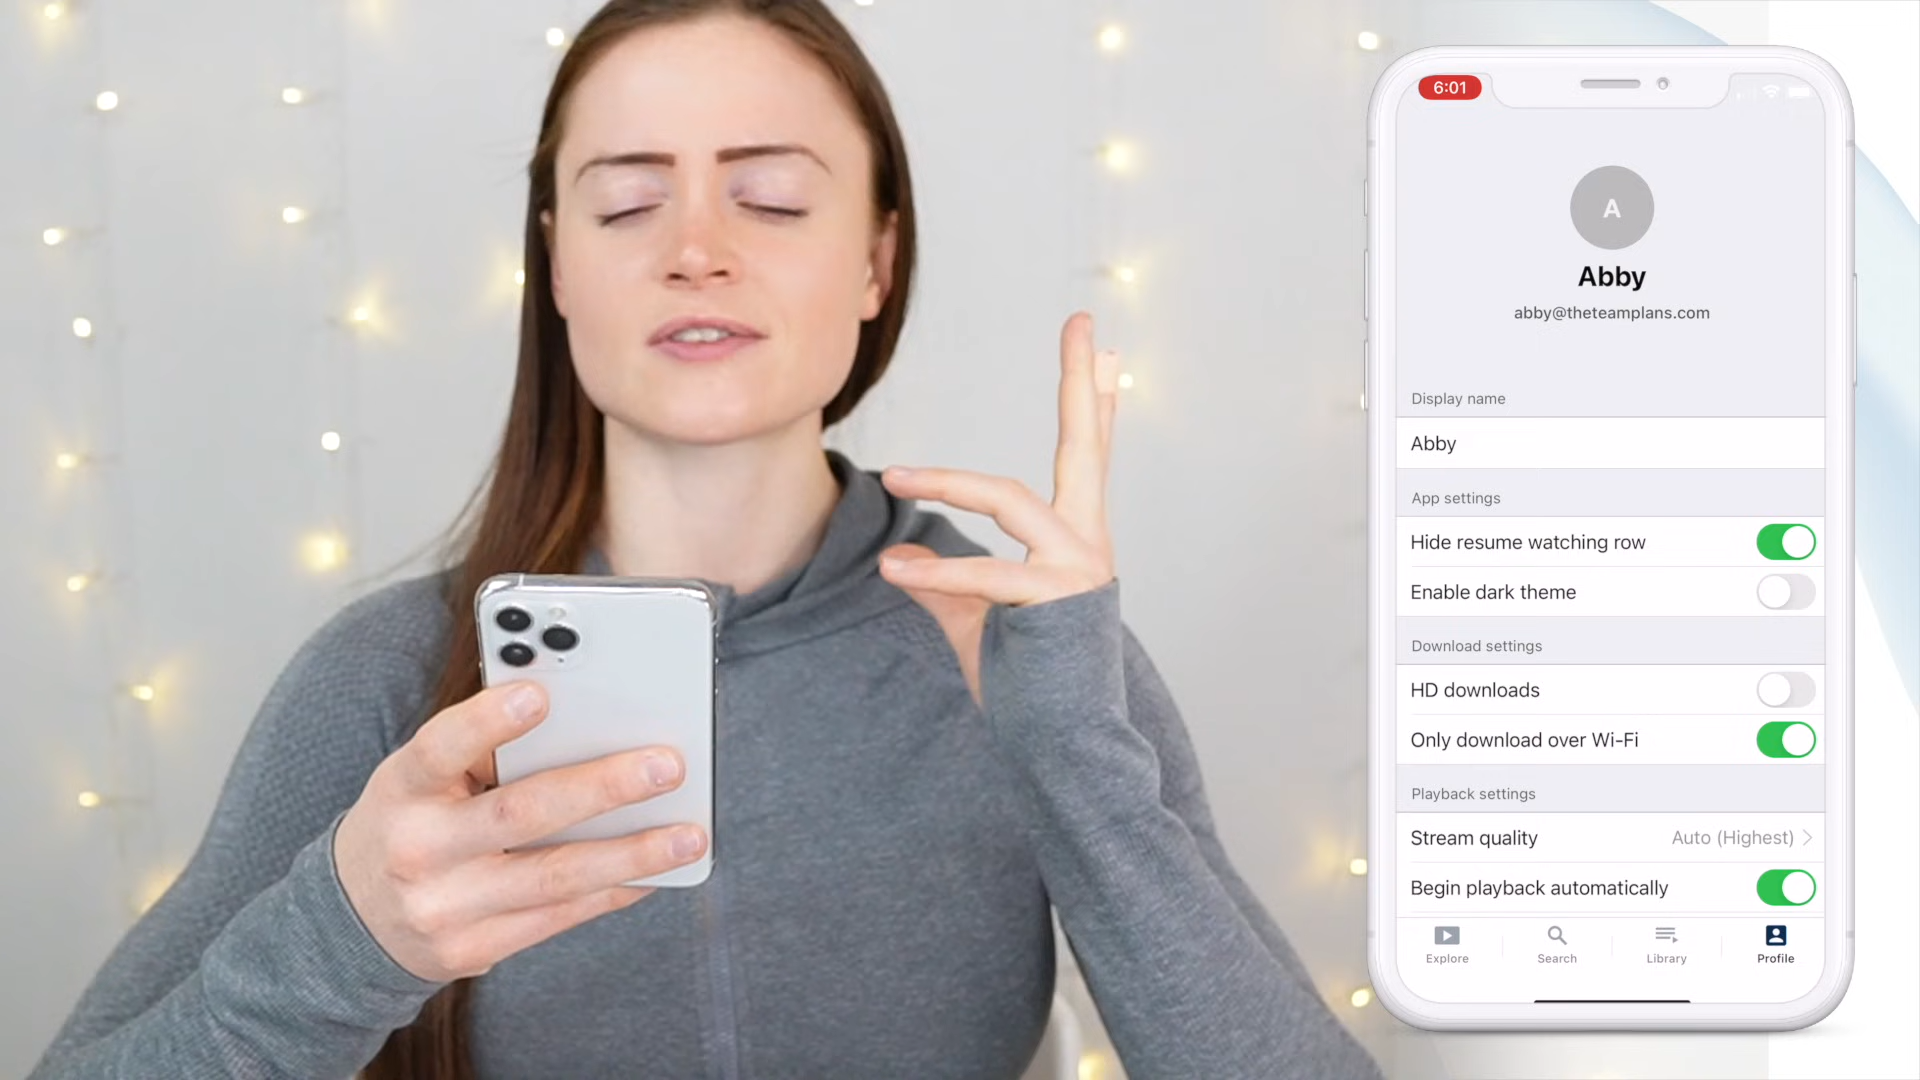 6:01
A
Abby
abby@theteamplans.com
Display name
Abby
App settings
Hide resume watching row
Enable dark theme
Download settings
HD downloads
Only download over Wi-Fi
Playback settings
Stream quality Auto (Highest)
Begin playback automatically
Explore Search Library Profile